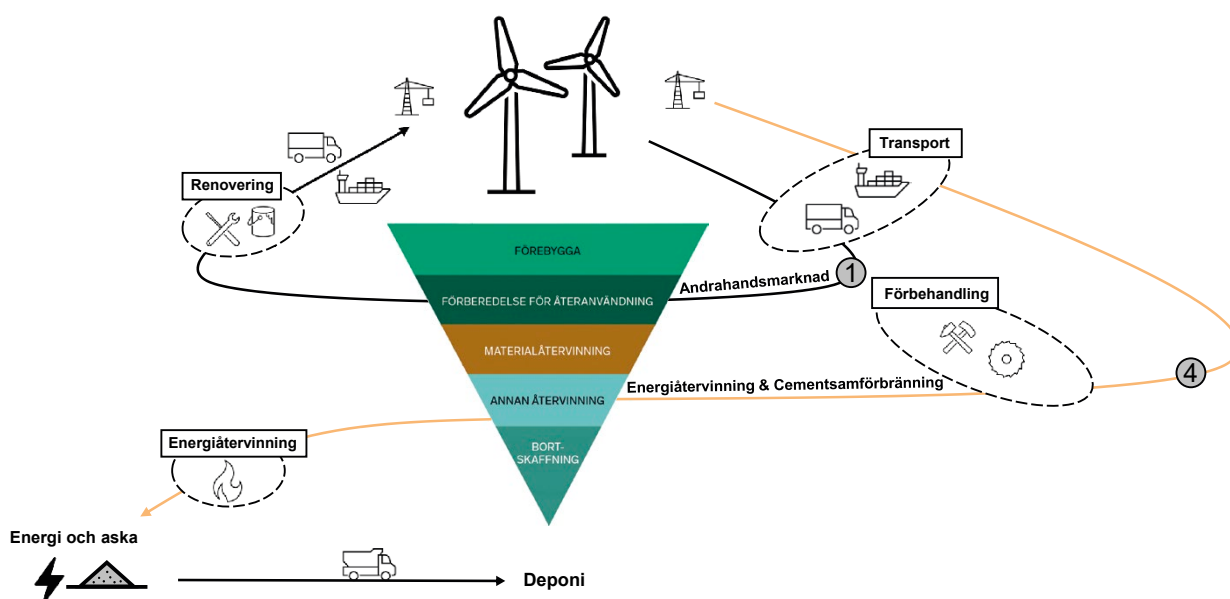 Transport
Renovering
FÖREBYGGA
Andrahandsmarknad
1
FÖRBEREDELSE FÖR ÅTERANVÄNDNING
Förbehandling
MATERIALÅTERVINNING
4
Energiåtervinning & Cementsamförbränning
ANNAN ÅTERVINNING
Energiåtervinning
BORT-
SKAFFNING
Energi och aska
Deponi